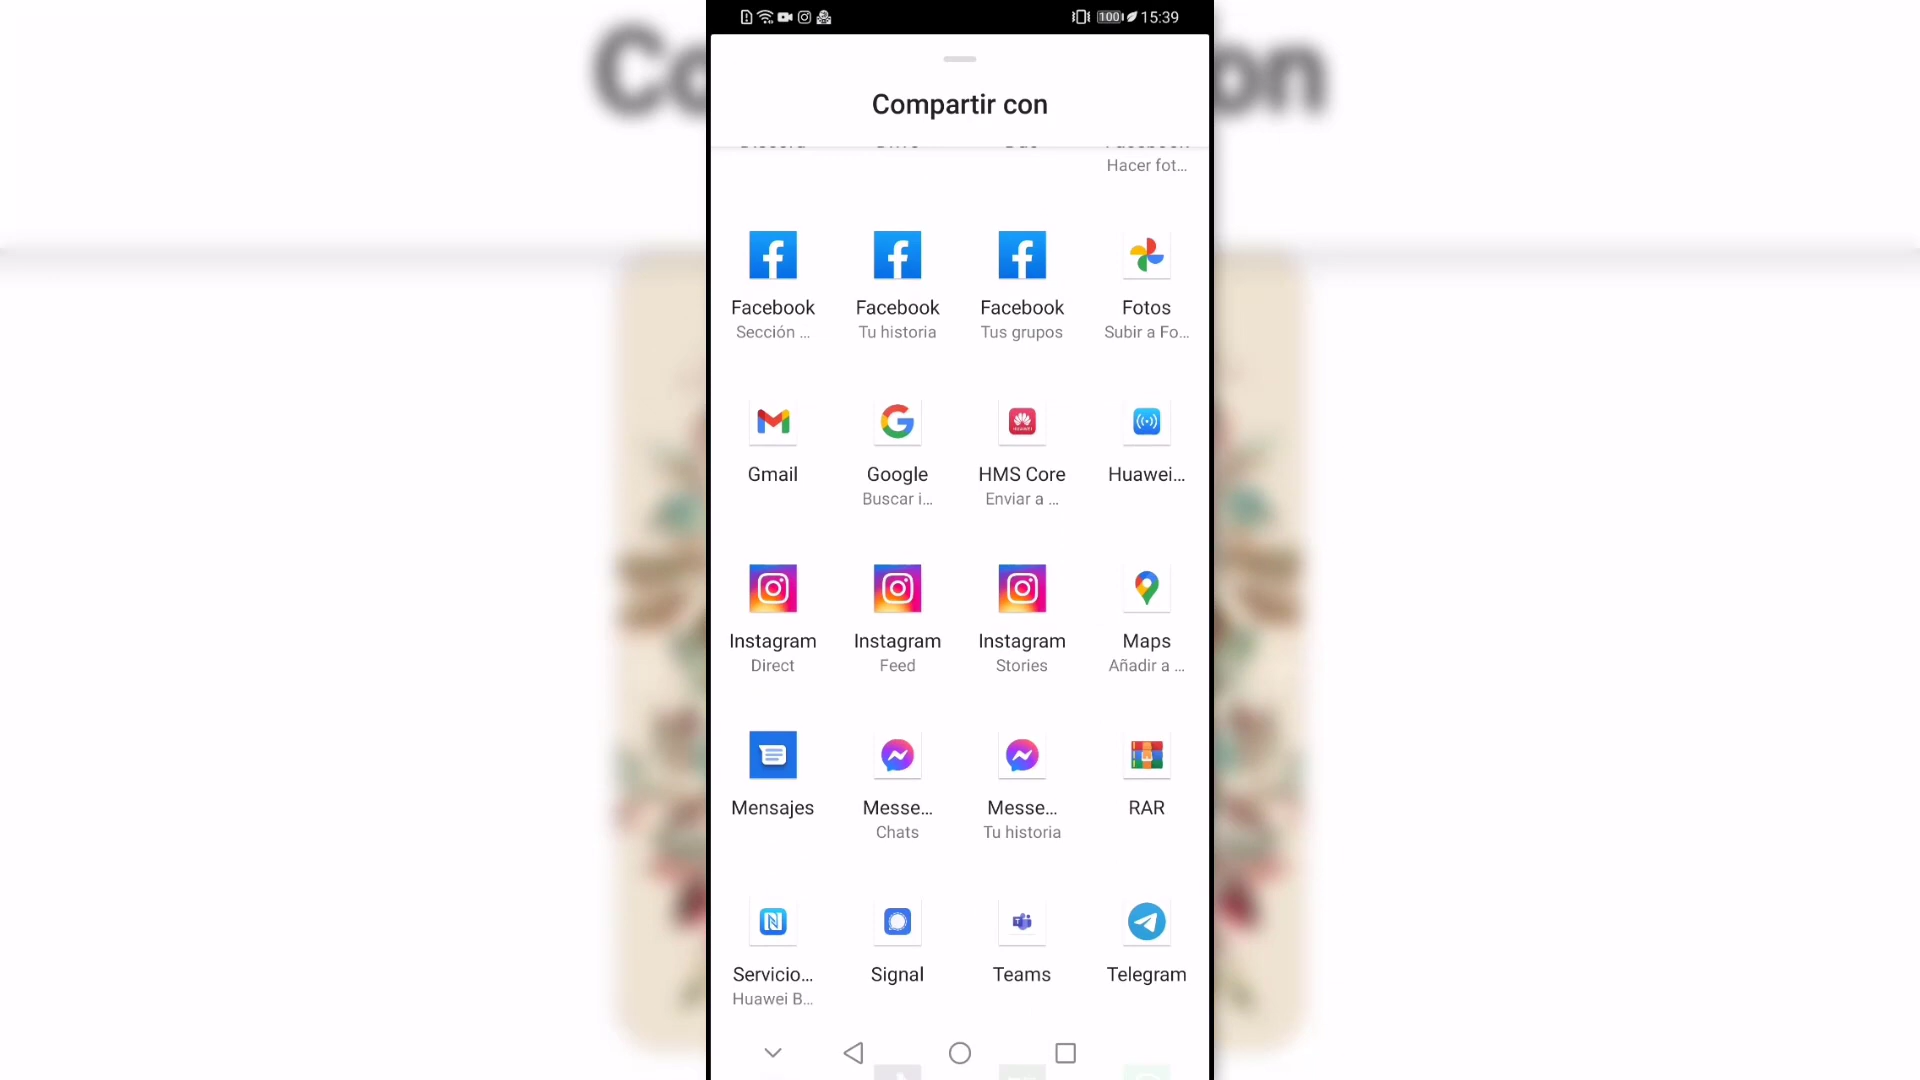 100 15:39
Compartir con
Hacer fot...
Facebook Facebook Facebook Fotos
Sección ... Tu historia Tus grupos Subir a Fo...
Gmail Google HMS Core Huawei...
Buscar i... Enviar a ...
Instagram Instagram Instagram Maps
Direct Feed Stories Añadir a ...
Mensajes Messe... Messe... RAR
Chats Tu historia
Servicio... Signal Teams Telegram
Huawei B...